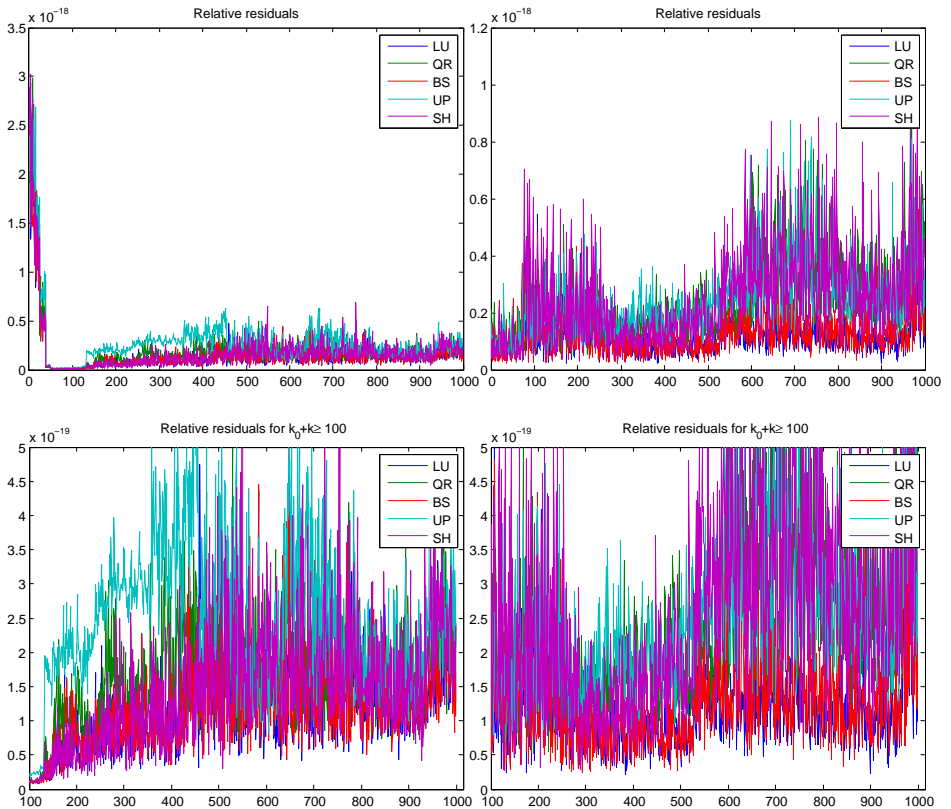 Relative residuals
x 10⁻¹⁸
3.5
3
2.5
2
1.5
1
0.5
0
0 100 200 300 400 500 600 700 800 900 1000
LU
QR
BS
UP
SH
Relative residuals
x 10⁻¹⁸
1.2
1
0.8
0.6
0.4
0.2
0
0 100 200 300 400 500 600 700 800 900 1000
LU
QR
BS
UP
SH
Relative residuals for k₀+k≥ 100
x 10⁻¹⁹
5
4.5
4
3.5
3
2.5
2
1.5
1
0.5
0
100 200 300 400 500 600 700 800 900 1000
LU
QR
BS
UP
SH
Relative residuals for k₀+k≥ 100
x 10⁻¹⁹
5
4.5
4
3.5
3
2.5
2
1.5
1
0.5
0
100 200 300 400 500 600 700 800 900 1000
LU
QR
BS
UP
SH